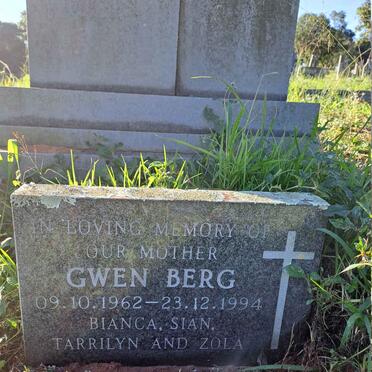 IN LOVING MEMORY OF
OUR MOTHER
GWEN BERG
09.10.1962-23.12.1994
BIANCA, SIAN,
TARRILYN AND ZOLA